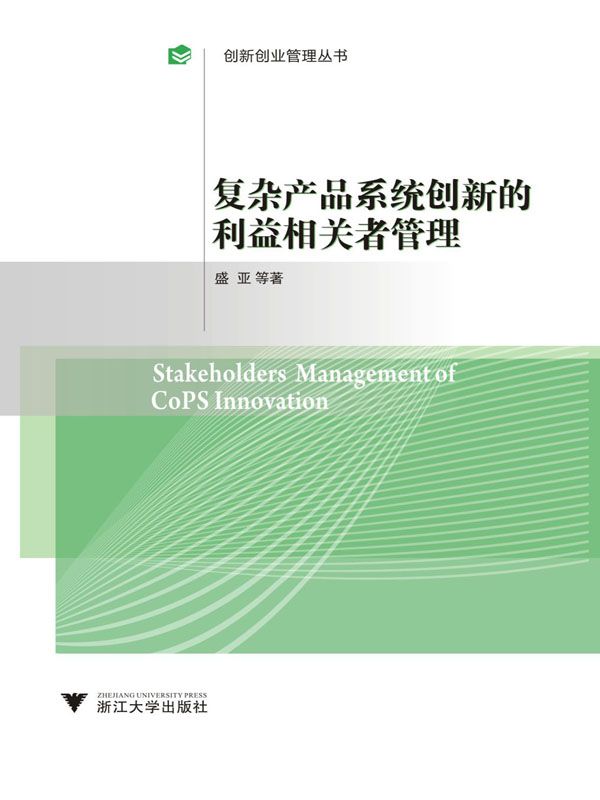 创新创业管理丛书
复杂产品系统创新的
利益相关者管理
盛 亚 等著
Stakeholders Management of
CoPS Innovation
ZHEJIANG UNIVERSITY PRESS
浙江大学出版社